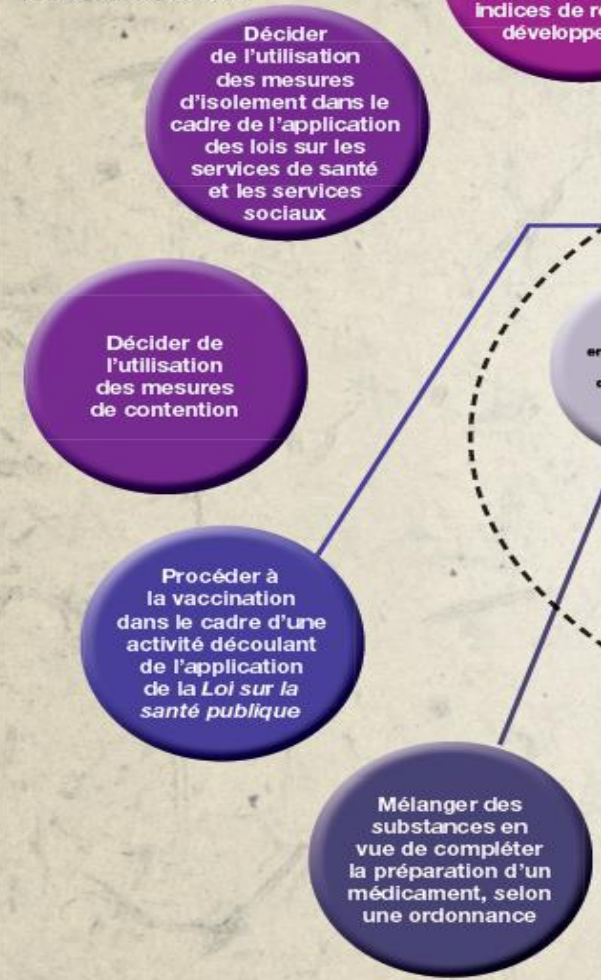 indices de
développe
Décider
de l'utilisation
des mesures
d'isolement dans le
cadre de l'application
des lois sur les
services de santé
et les services
sociaux
Décider de
l'utilisation
des mesures
de contention
Procéder à
la vaccination
dans le cadre d'une
activité découlant
de l'application
de la Loi sur la
santé publique
Mélanger des
substances en
vue de compléter
la préparation d'un
médicament, selon
une ordonnance